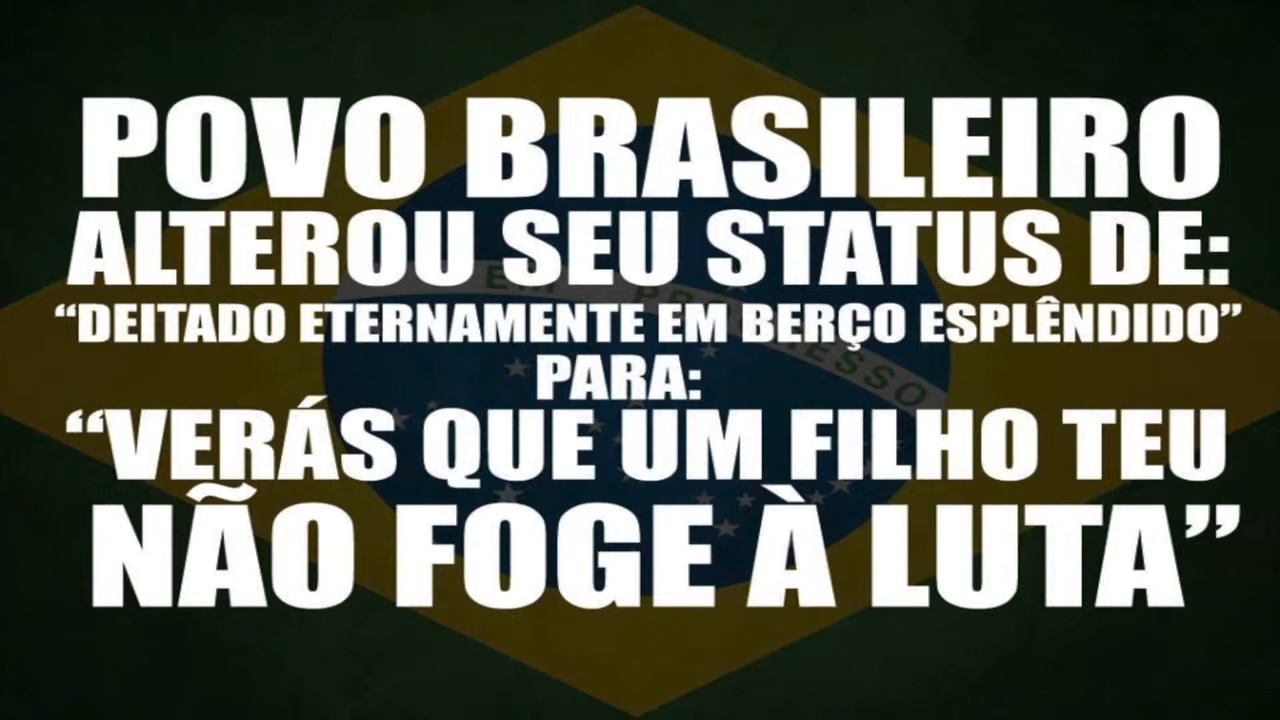 POVO BRASILEIRO
ALTEROU SEU STATUS DE:
“DEITADO ETERNAMENTE EM BERÇO ESPLÊNDIDO”
PARA:
“VERÁS QUE UM FILHO TEU
NÃO FOGE À LUTA”